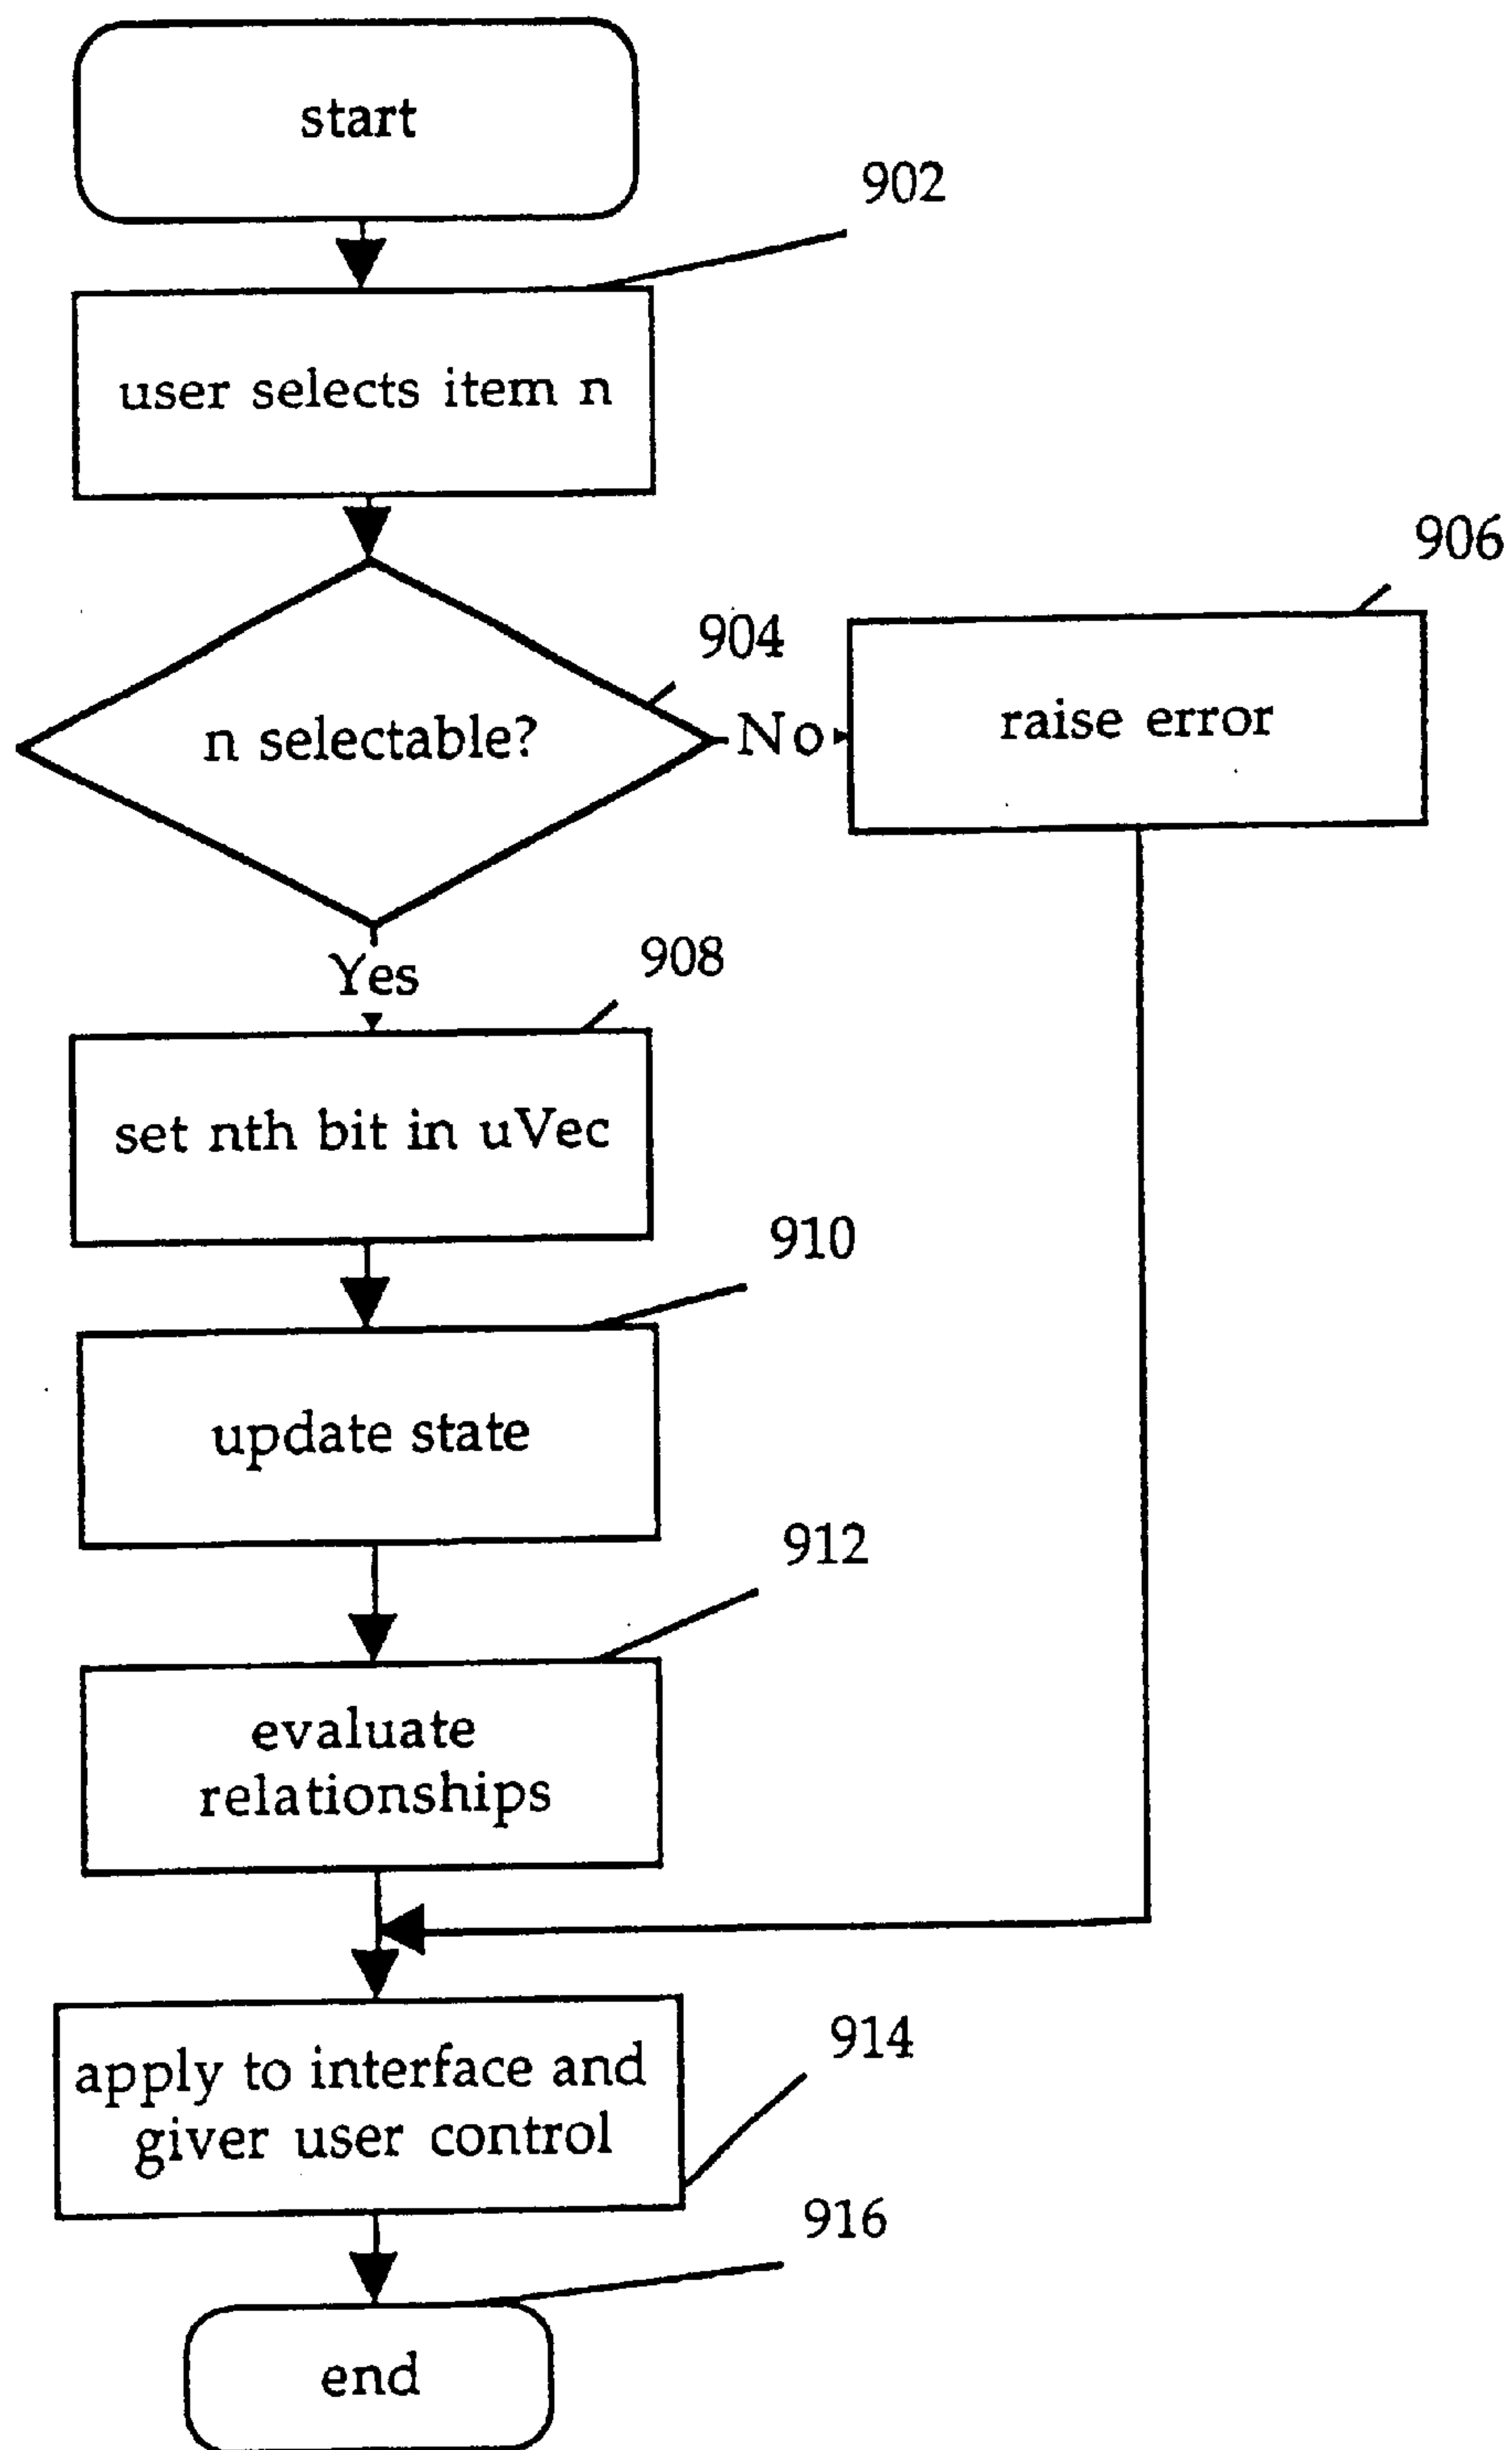 start
902
user selects item n
906
904
n selectable?
No
raise error
Yes
908
set nth bit in uVec
910
update state
912
evaluate
relationships
914
apply to interface and
giver user control
916
end